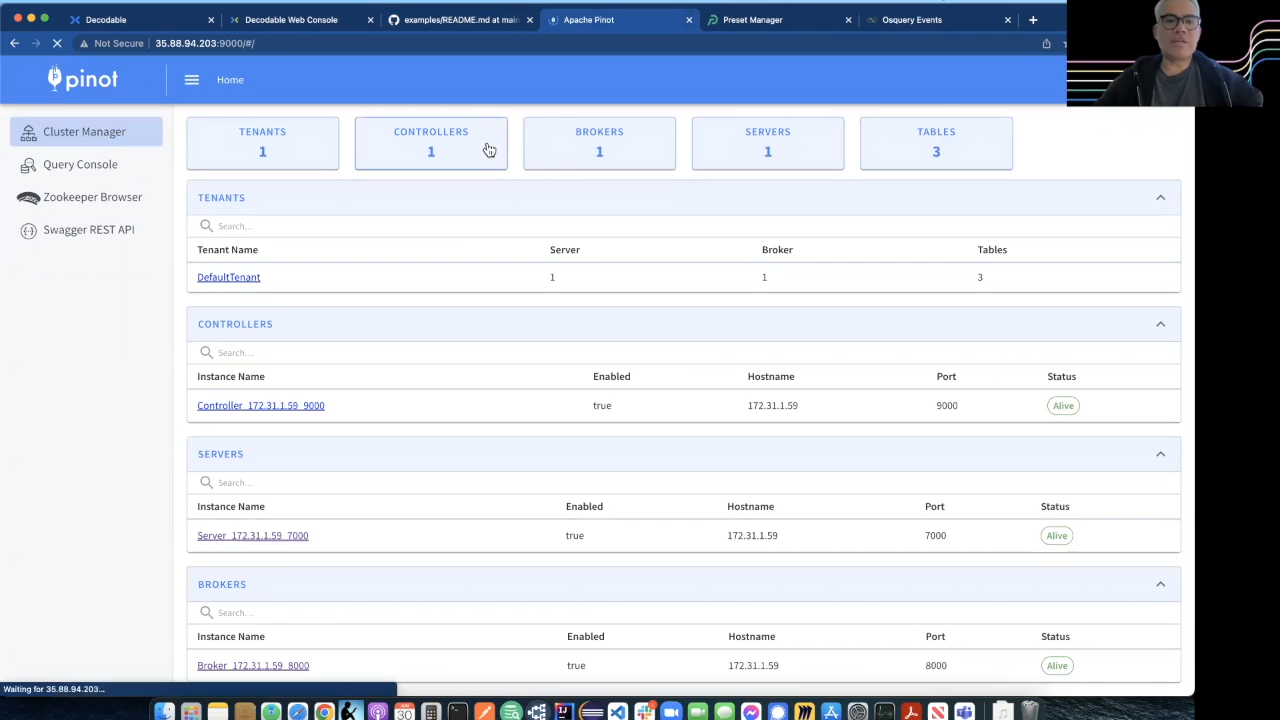 Decodable
Decodable Web Console
examples/README.md at main
Apache Pinot
Preset Manager
Osquery Events
Not Secure 35.88.94.203:9000/#/
pinot
Home
Cluster Manager
Query Console
Zookeeper Browser
Swagger REST API
TENANTS
1
CONTROLLERS
1
BROKERS
1
SERVERS
1
TABLES
3
TENANTS
Search...
Tenant Name Server Broker Tables
DefaultTenant 1 1 3
CONTROLLERS
Search...
Instance Name Enabled Hostname Port Status
Controller_172.31.1.59_9000 true 172.31.1.59 9000 Alive
SERVERS
Search...
Instance Name Enabled Hostname Port Status
Server_172.31.1.59_7000 true 172.31.1.59 7000 Alive
BROKERS
Search...
Instance Name Enabled Hostname Port Status
Broker_172.31.1.59_8000 true 172.31.1.59 8000 Alive
Waiting for 35.88.94.203...
30